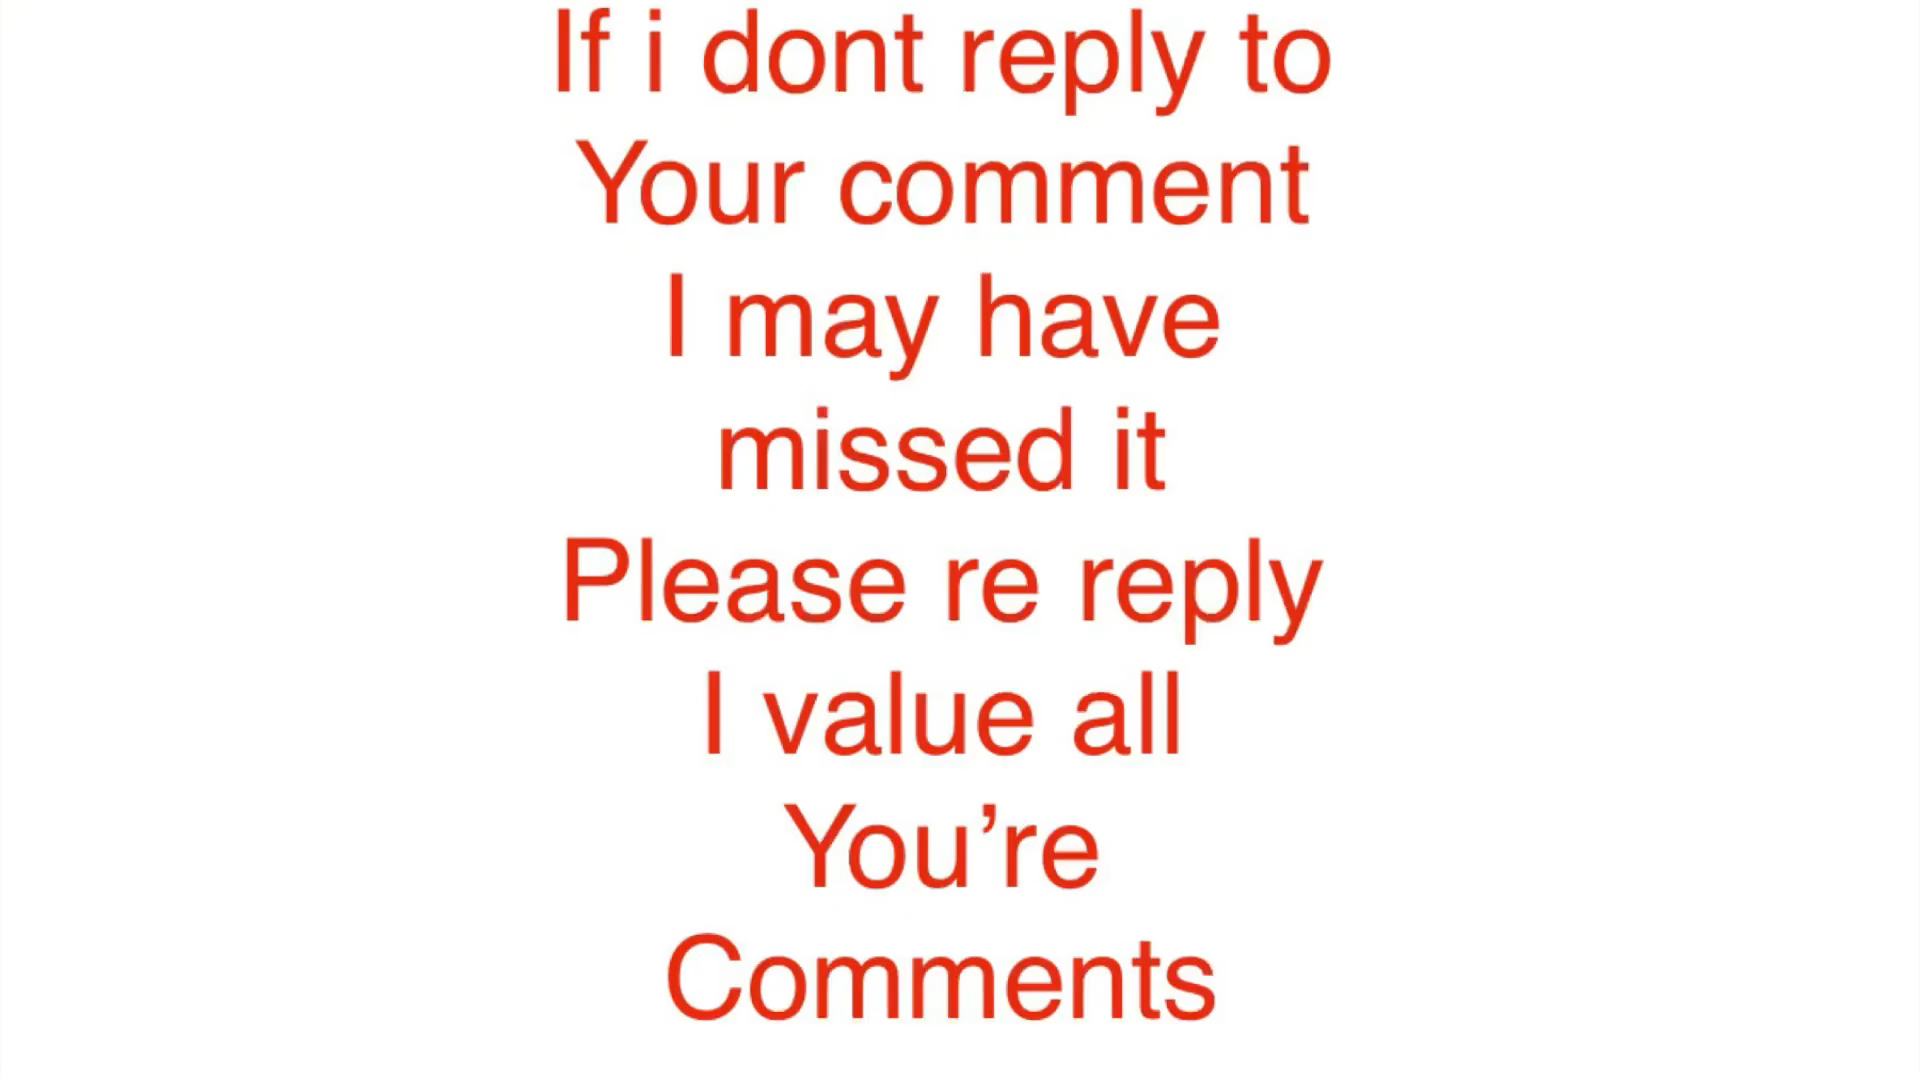 If i dont reply to
Your comment
I may have
missed it
Please re reply
I value all
You’re
Comments